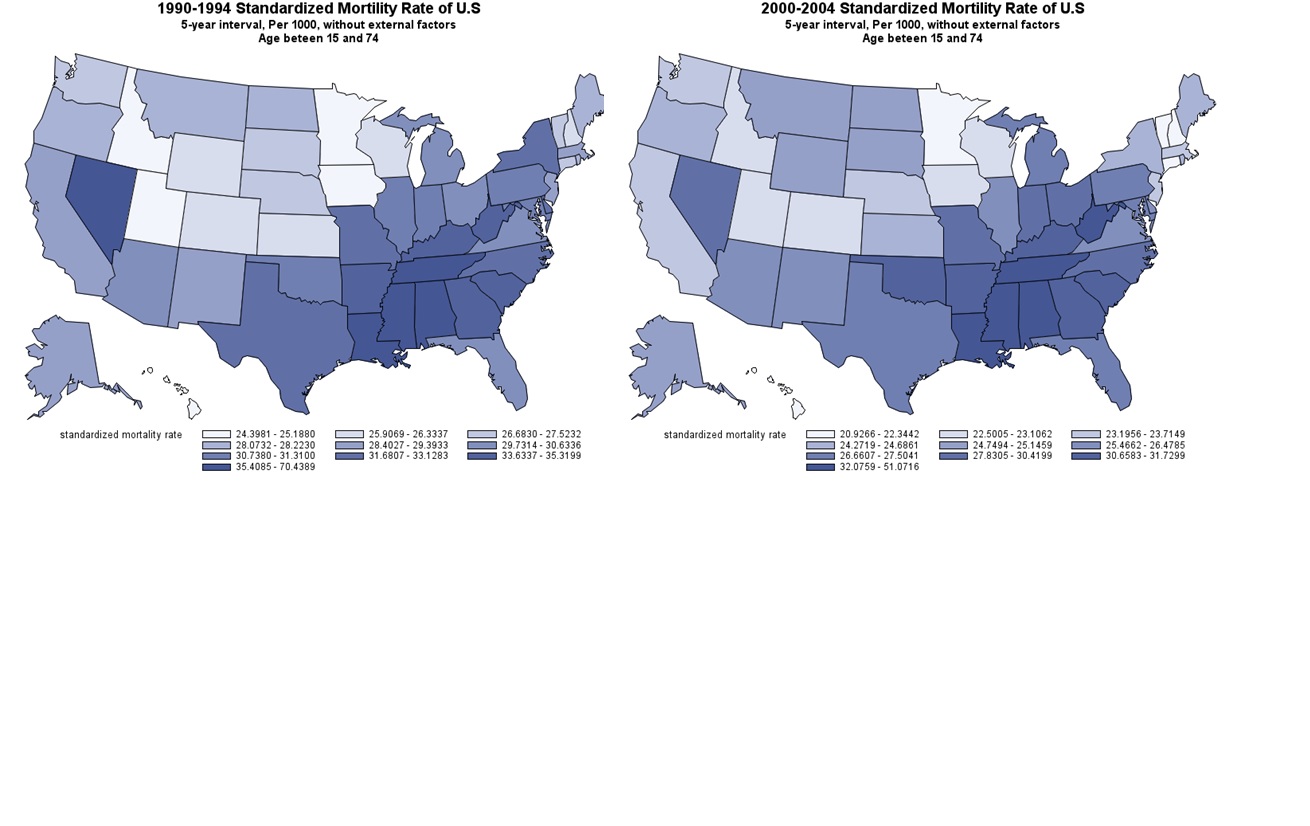 1990-1994 Standardized Mortility Rate of U.S
5-year interval, Per 1000, without external factors
Age beteen 15 and 74
standardized mortality rate
24.3981 - 25.1880
25.9069 - 26.3337
26.6830 - 27.5232
28.0732 - 28.2230
28.4027 - 29.3933
29.7314 - 30.6336
30.7380 - 31.3100
31.6807 - 33.1283
33.6337 - 35.3199
35.4085 - 70.4389
2000-2004 Standardized Mortility Rate of U.S
5-year interval, Per 1000, without external factors
Age beteen 15 and 74
standardized mortality rate
20.9266 - 22.3442
22.5005 - 23.1062
23.1956 - 23.7149
24.2719 - 24.6861
24.7494 - 25.1459
25.4662 - 26.4785
26.6607 - 27.5041
27.8305 - 30.4199
30.6583 - 31.7299
32.0759 - 51.0716